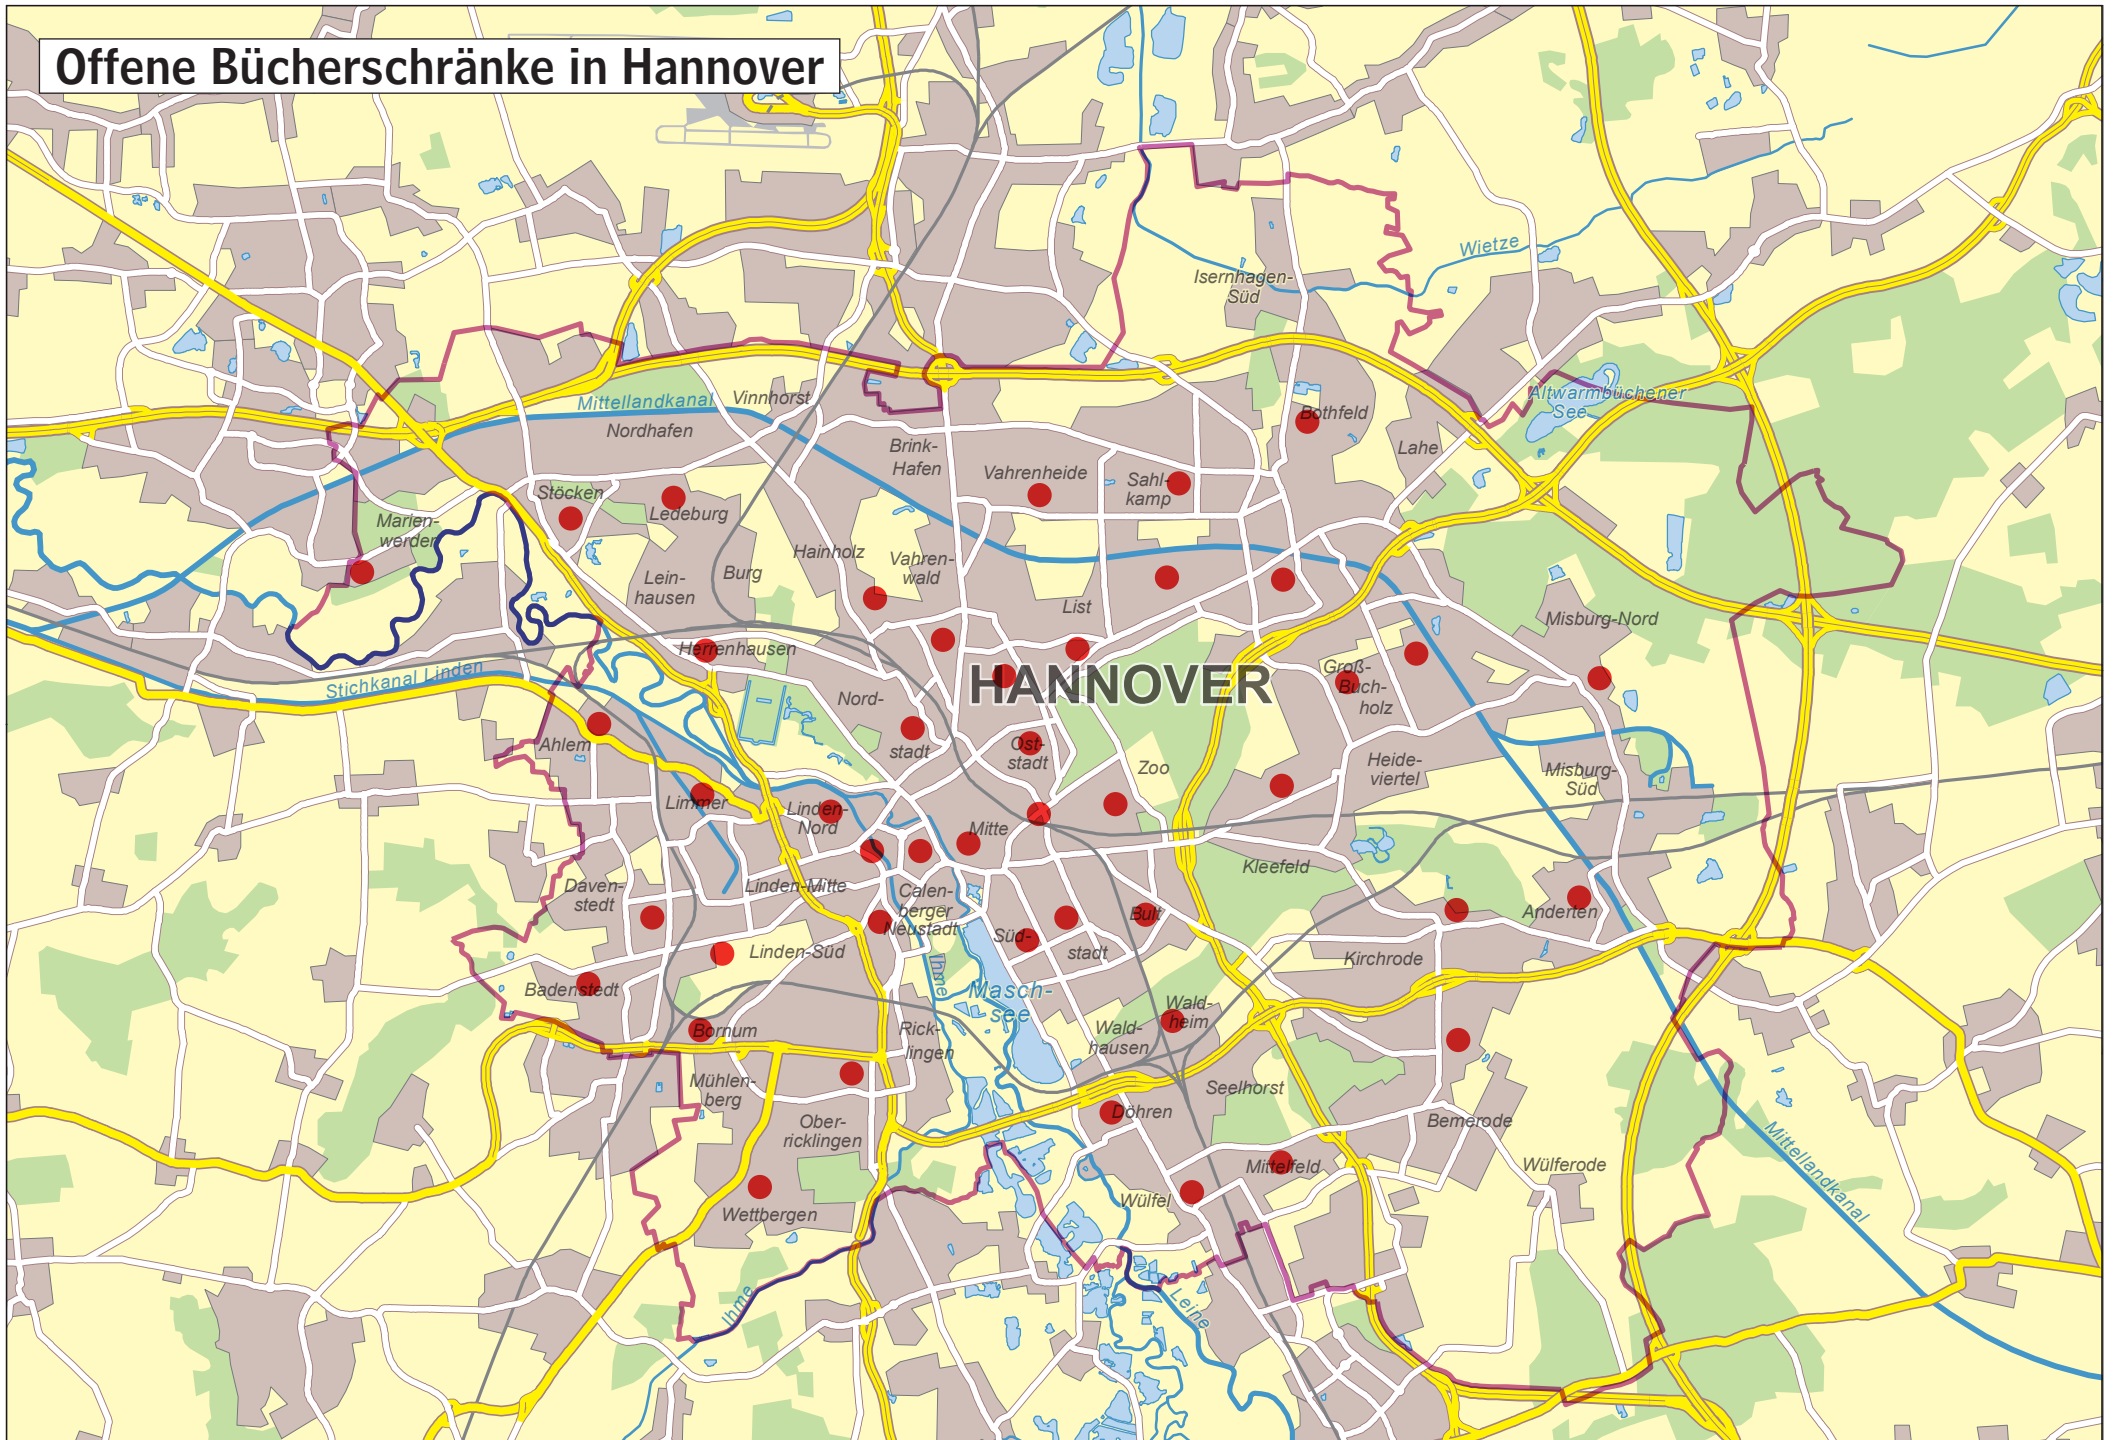 Offene Bücherschränke in Hannover
Wietze
Isernhagen-
Süd
Altwarmbüchener
See
Mittellandkanal
Vinnhorst
Nordhafen
Bothfeld
Lahe
Brink-
Hafen
Vahrenheide
Sahl-
kamp
Stöcken
Ledeburg
Marien-
werder
Hainholz
Vahren-
wald
Burg
Lein-
hausen
List
Misburg-Nord
Herrenhausen
Stichkanal Linden
HANNOVER
Groß-
Buch-
holz
Nord-
stadt
Ost-
stadt
Ahlem
Zoo
Heide-
viertel
Misburg-
Süd
Limmer
Linden-
Nord
Mitte
Kleefeld
Linden-Mitte
Daven-
stedt
Calen-
berger
Neustadt
Bult
Anderten
Süd-
stadt
Linden-Süd
Kirchrode
Ihme
Badenstedt
Masch-
see
Bornum
Rick-
lingen
Wald-
heim
Wald-
hausen
Mühlen-
berg
Seelhorst
Döhren
Bemerode
Ober-
ricklingen
Mittelfeld
Wülferode
Mittellandkanal
Wettbergen
Wülfel
Ihme
Leine